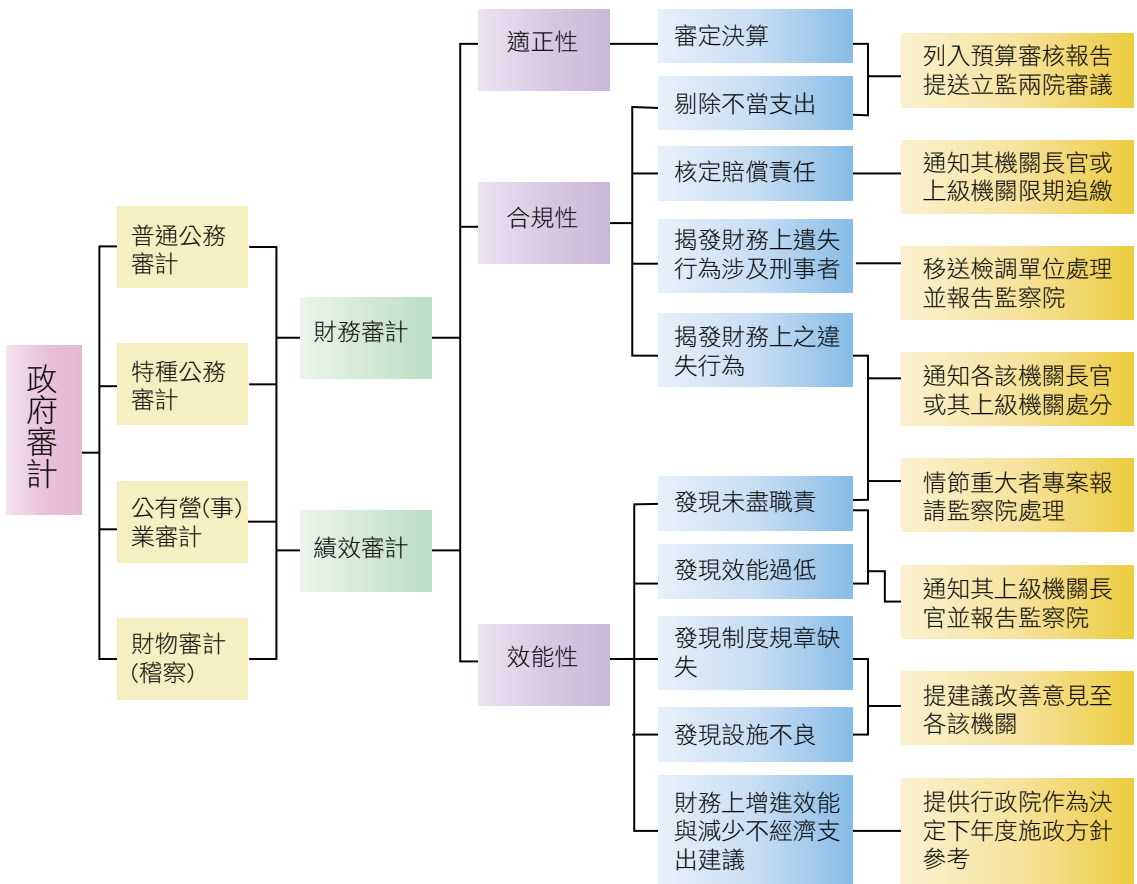 政府審計
普通公務
審計
特種公務
審計
公有營(事)
業審計
財物審計
(稽察)
財務審計
績效審計
適正性
合規性
效能性
審定決算
剔除不當支出
核定賠償責任
揭發財務上遺失
行為涉及刑事者
揭發財務上之違
失行為
發現未盡職責
發現效能過低
發現制度規章缺
失
發現設施不良
財務上增進效能
與減少不經濟支
出建議
列入預算審核報告
提送立監兩院審議
通知其機關長官或
上級機關限期追繳
移送檢調單位處理
並報告監察院
通知各該機關長官
或其上級機關處分
情節重大者專案報
請監察院處理
通知其上級機關長
官並報告監察院
提建議改善意見至
各該機關
提供行政院作為決
定下年度施政方針
參考